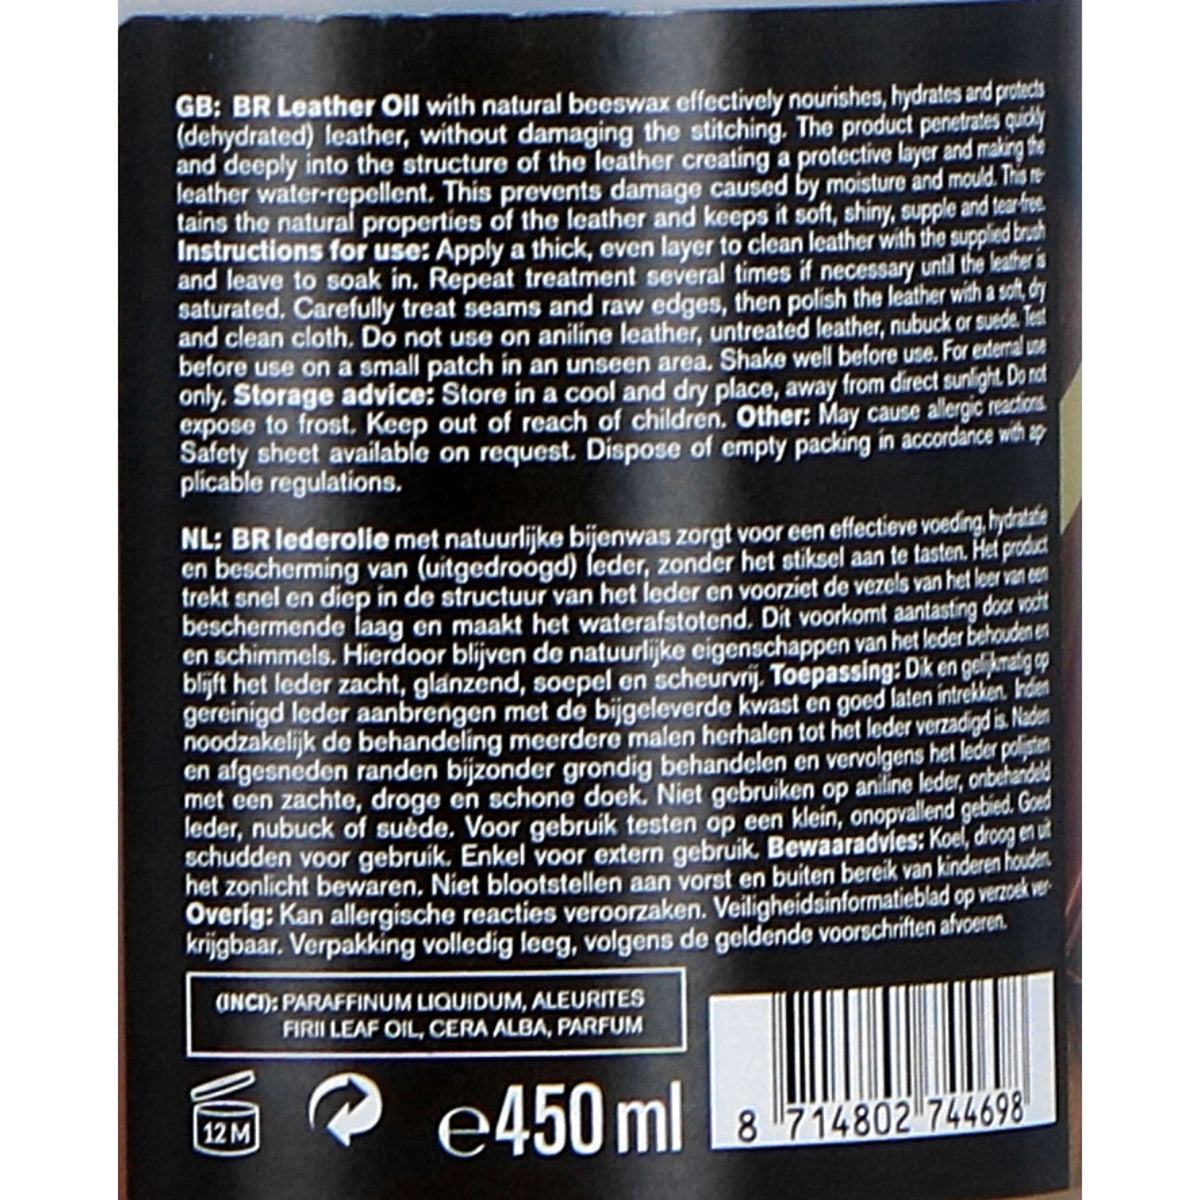 GB: BR Leather Oil with natural beeswax effectively nourishes, hydrates and protects
(dehydrated) leather, without damaging the stitching. The product penetrates quickly
and deeply into the structure of the leather creating a protective layer and making the
leather water-repellent. This prevents damage caused by moisture and mould. This re-
tains the natural properties of the leather and keeps it soft, shiny, supple and tear-free.
Instructions for use: Apply a thick, even layer to clean leather with the supplied brush
and leave to soak in. Repeat treatment several times if necessary until the leather is
saturated. Carefully treat seams and raw edges, then polish the leather with a soft, dry
and clean cloth. Do not use on aniline leather, untreated leather, nubuck or suede. Test
before use on a small patch in an unseen area. Shake well before use. For external use
only. Storage advice: Store in a cool and dry place, away from direct sunlight. Do not
expose to frost. Keep out of reach of children. Other: May cause allergic reactions.
Safety sheet available on request. Dispose of empty packing in accordance with ap-
plicable regulations.
NL: BR lederolie met natuurlijke bijenwas zorgt voor een effectieve voeding, hydratatie
en bescherming van (uitgedroogd) leder, zonder het stiksel aan te tasten. Het product
trekt snel en diep in de structuur van het leder en voorziet de vezels van het leer van een
beschermende laag en maakt het waterafstotend. Dit voorkomt aantasting door vocht
en schimmels. Hierdoor blijven de natuurlijke eigenschappen van het leder behouden en
blijft het leder zacht, glanzend, soepel en scheurvrij. Toepassing: Dik en gelijkmatig op
gereinigd leder aanbrengen met de bijgeleverde kwast en goed laten intrekken. Indien
noodzakelijk de behandeling meerdere malen herhalen tot het leder verzadigd is. Naden
en afgesneden randen bijzonder grondig behandelen en vervolgens het leder polijsten
met een zachte, droge en schone doek. Niet gebruiken op aniline leder, onbehandeld
leder, nubuck of suède. Voor gebruik testen op een klein, onopvallend gebied. Goed
schudden voor gebruik. Enkel voor extern gebruik. Bewaaradvies: Koel, droog en uit
het zonlicht bewaren. Niet blootstellen aan vorst en buiten bereik van kinderen houden.
Overig: Kan allergische reacties veroorzaken. Veiligheidsinformatieblad op verzoek ver-
krijgbaar. Verpakking volledig leeg, volgens de geldende voorschriften afvoeren.
(INCI): PARAFFINUM LIQUIDUM, ALEURITES
FIRII LEAF OIL, CERA ALBA, PARFUM
12M
℮450 ml
8 714802 744698